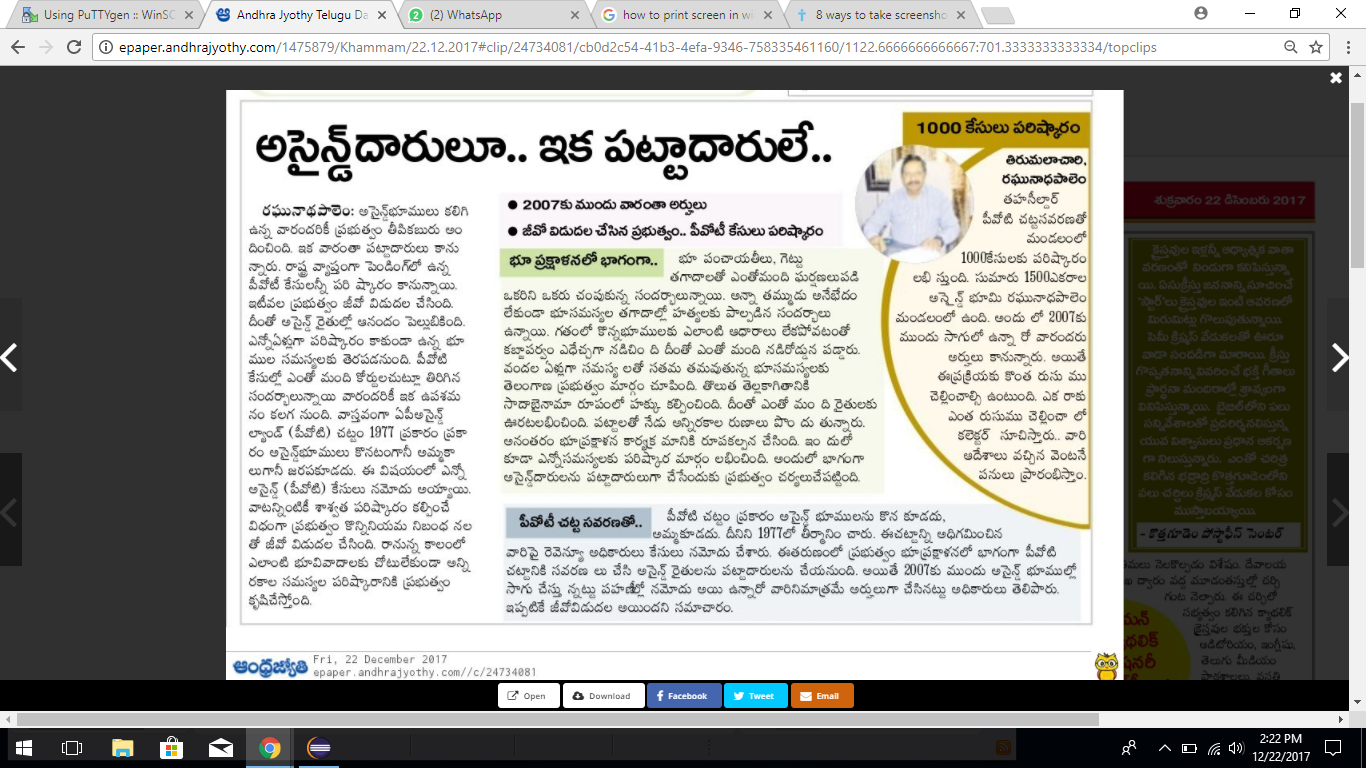 Using PuTTYgen :: WinSC
Andhra Jyothy Telugu Da
(2) WhatsApp
how to print screen in wi
8 ways to take screensho
epaper.andhrajyothy.com/1475879/Khammam/22.12.2017#clip/24734081/cb0d2c54-41b3-4efa-9346-758335461160/1122.6666666666667:701.3333333333334/topclips
అసైన్డ్‌దారులూ.. ఇక పట్టాదారులే..
రఘునాథపాలెం: అసైన్డ్‌భూములు కలిగి
ఉన్న వారందరికీ ప్రభుత్వం తీపికబురు అం
దించింది. ఇక వారంతా పట్టాదారులు కాను
న్నారు. రాష్ట్ర వ్యాప్తంగా పెండింగ్‌లో ఉన్న
పీవోటీ కేసులన్నీ పరి ష్కారం కానున్నాయి.
ఇటీవల ప్రభుత్వం జీవో విడుదల చేసింది.
దీంతో అసైన్డ్ రైతుల్లో ఆనందం పెల్లుబికింది.
ఎన్నోఏళ్లుగా పరిష్కారం కాకుండా ఉన్న భూ
ముల సమస్యలకు తెరపడనుంది. పీవోటి
కేసుల్లో ఎంతో మంది కోర్టులచుట్టూ తిరిగిన
సందర్భాలున్నాయి వారందరికీ ఇక ఉపశమ
నం కలగ నుంది. వాస్తవంగా ఏపీఅసైన్డ్
ల్యాండ్ (పీవోటి) చట్టం 1977 ప్రకారం ప్రకా
రం అసైన్డ్‌భూములు కొనటంగానీ అమ్మకా
లుగానీ జరపకూడదు. ఈ విషయంలో ఎన్నో
అసైన్డ్ (పీవోటి) కేసులు నమోదు అయ్యాయి.
వాటన్నింటికీ శాశ్వత పరిష్కారం కల్పించే
విధంగా ప్రభుత్వం కొన్నినియమ నిబంధ నల
తో జీవో విడుదల చేసింది. రానున్న కాలంలో
ఎలాంటి భూవివాదాలకు చోటులేకుండా అన్ని
రకాల సమస్యల పరిష్కారానికి ప్రభుత్వం
కృషిచేస్తోంది.
● 2007కు ముందు వారంతా అర్హులు
● జీవో విడుదల చేసిన ప్రభుత్వం.. పీవోటీ కేసులు పరిష్కారం
భూ ప్రక్షాళనలో భాగంగా..
భూ పంచాయతీలు, గెట్టు
తగాదాలతో ఎంతోమంది ఘర్షణలుపడి
ఒకరిని ఒకరు చంపుకున్న సందర్భాలున్నాయి. అన్నా తమ్ముడు అనేభేదం
లేకుండా భూసమస్యల తగాదాల్లో హత్యలకు పాల్పడిన సందర్భాలు
ఉన్నాయి. గతంలో కొన్నభూములకు ఎలాంటి ఆధారాలు లేకపోవటంతో
కబ్జాపర్వం ఎధేచ్ఛగా నడిచిం ది దీంతో ఎంతో మంది నడిరోడ్డున పడ్డారు.
వందల ఏళ్లుగా సమస్య లతో సతమ తమవుతున్న భూసమస్యలకు
తెలంగాణ ప్రభుత్వం మార్గం చూపింది. తొలుత తెల్లకాగితానికి
సాదాబైనామా రూపంలో హక్కు కల్పించింది. దీంతో ఎంతో మం ది రైతులకు
ఊరటలభించింది. పట్టాలతో నేడు అన్నిరకాల రుణాలు పొం దు తున్నారు.
అనంతరం భూప్రక్షాళన కార్యక్ర మానికి రూపకల్పన చేసింది. ఇం దులో
కూడా ఎన్నోసమస్యలకు పరిష్కార మార్గం లభించింది. అందులో భాగంగా
అసైన్డ్‌దారులను పట్టాదారులుగా చేసేందుకు ప్రభుత్వం చర్యలుచేపట్టింది.
1000 కేసులు పరిష్కారం
తిరుమలాచారి,
రఘునాధపాలెం
తహసీల్దార్
పీవోటి చట్టసవరణతో
మండలంలో
1000కేసులకు పరిష్కారం
లభి స్తుంది. సుమారు 1500ఎకరాల
అసై న్డ్ భూమి రఘునాధపాలెం
మండలంలో ఉంది. అందు లో 2007కు
ముందు సాగులో ఉన్నా రో వారందరు
అర్హులు కానున్నారు. అయితే
ఈప్రక్రియకు కొంత రుసు ము
చెల్లించాల్సి ఉంటుంది. ఎక రాకు
ఎంత రుసుము చెల్లించా లో
కలెక్టర్ సూచిస్తారు.. వారి
ఆదేశాలు వచ్చిన వెంటనే
పనులు ప్రారంభిస్తాం.
పీవోటీ చట్ట సవరణతో..
పీవోటి చట్టం ప్రకారం అసైన్డ్ భూములను కొన కూడదు,
అమ్మకూడదు. దీనిని 1977లో తీర్మానిం చారు. ఈచట్టాన్ని అధిగమించిన
వారిపై రెవెన్యూ అధికారులు కేసులు నమోదు చేశారు. ఈతరుణంలో ప్రభుత్వం భూప్రక్షాళనలో భాగంగా పీవోటి
చట్టానికి సవరణ లు చేసి అసైన్డ్ రైతులను పట్టాదారులను చేయనుంది. అయితే 2007కు ముందు అసైన్డ్ భూముల్లో
సాగు చేస్తు న్నట్టు పహణీల్లో నమోదు అయి ఉన్నారో వారినిమాత్రమే అర్హులుగా చేసినట్టు అధికారులు తెలిపారు.
ఇప్పటికే జీవోవిడుదల అయిందని సమాచారం.
ఆంధ్రజ్యోతి
Fri, 22 December 2017
epaper.andhrajyothy.com//c/24734081
శుక్రవారం 22 డిసెంబరు 2017
- కొత్తగూడెం పోస్టాఫీస్ సెంటర్
Open
Download
Facebook
Tweet
Email
2:22 PM
12/22/2017